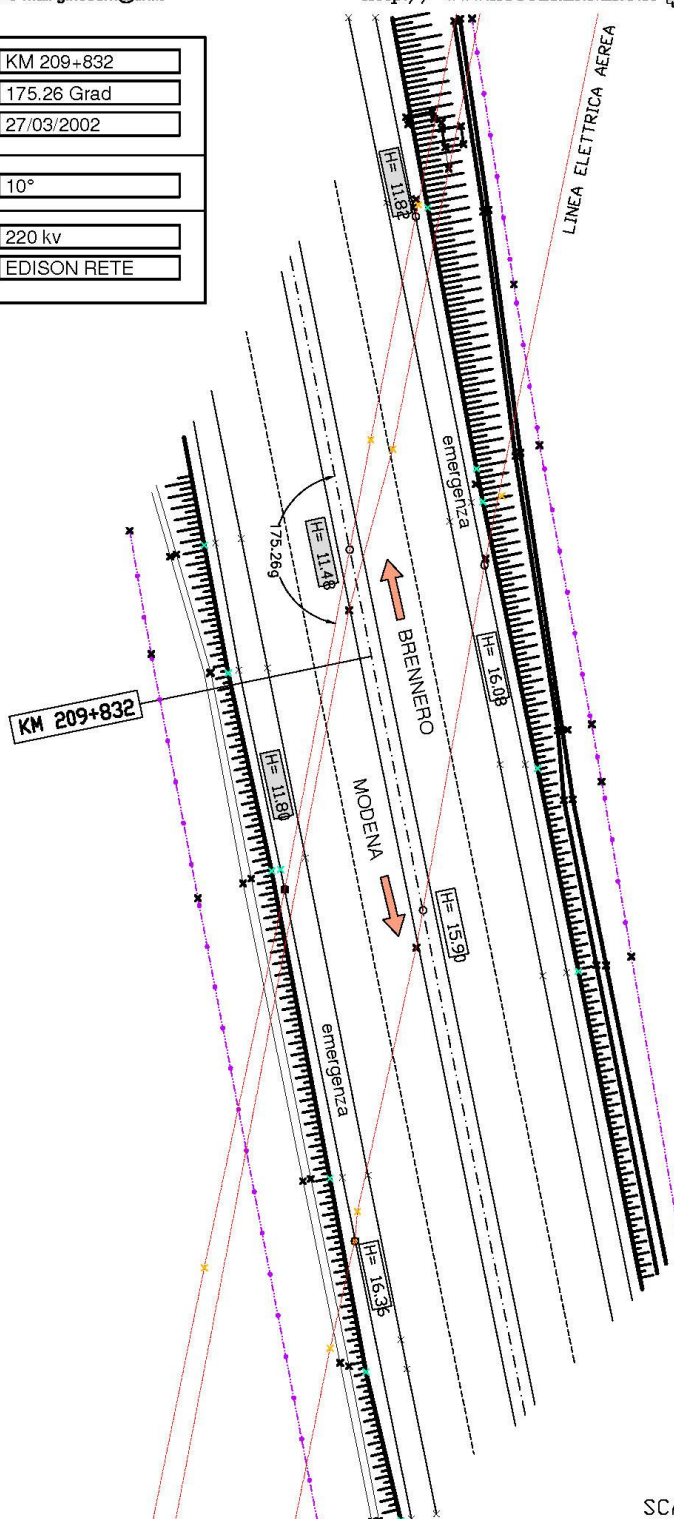 KM 209+832
175.26 Grad
27/03/2002
10°
220 kv
EDISON RETE
LINEA ELETTRICA AEREA
H= 11.82
emergenza
175.26g
H= 11.48
BRENNERO
H= 16.08
KM 209+832
H= 11.80
MODENA
H= 15.90
emergenza
H= 16.36